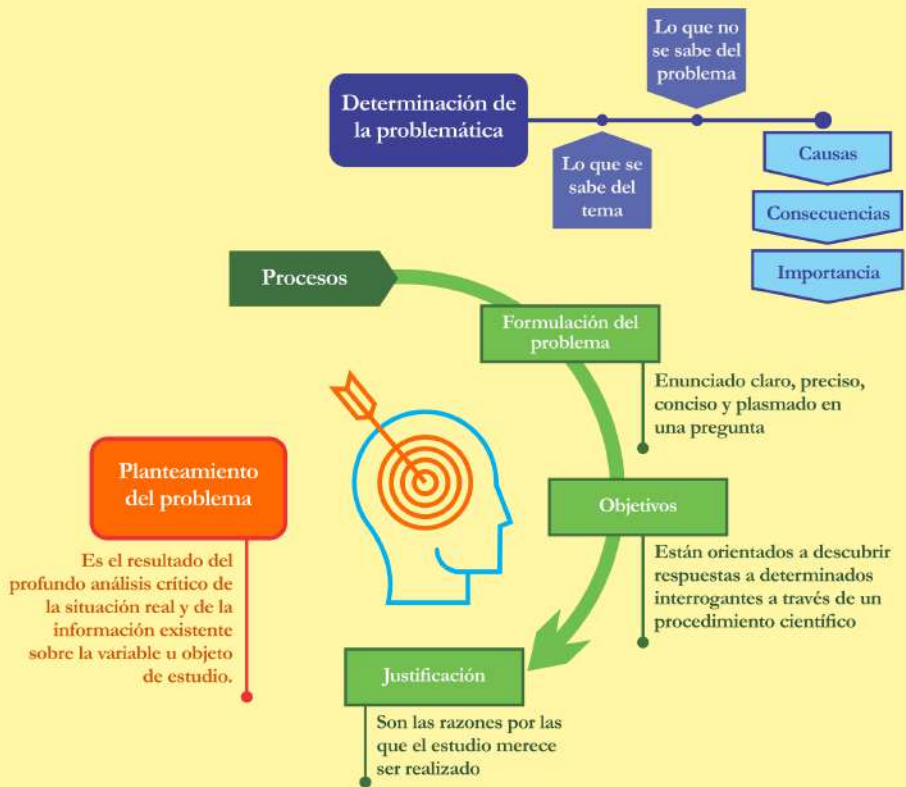 Lo que no
se sabe del
problema
Determinación de
la problemática
Lo que se
sabe del
tema
Causas
Consecuencias
Importancia
Procesos
Formulación del
problema
Enunciado claro, preciso,
conciso y plasmado en
una pregunta
Planteamiento
del problema
Es el resultado del
profundo análisis crítico de
la situación real y de la
información existente
sobre la variable u objeto
de estudio.
Objetivos
Están orientados a descubrir
respuestas a determinados
interrogantes a través de un
procedimiento científico
Justificación
Son las razones por las
que el estudio merece
ser realizado